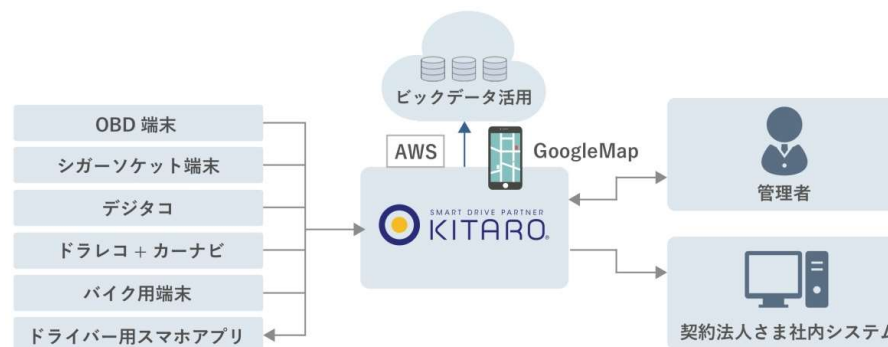 ビックデータ活用
OBD 端末
シガーソケット端末
デジタコ
ドラレコ + カーナビ
バイク用端末
ドライバー用スマホアプリ
AWS
GoogleMap
SMART DRIVE PARTNER
KITARO®
管理者
契約法人さま社内システム